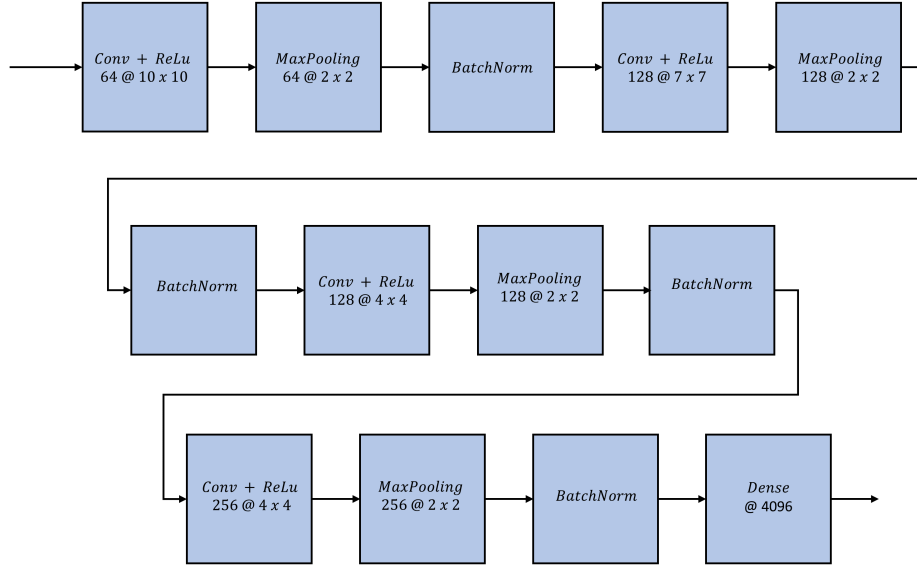 Conv + ReLu
64 @ 10 x 10
MaxPooling
64 @ 2 x 2
BatchNorm
Conv + ReLu
128 @ 7 x 7
MaxPooling
128 @ 2 x 2
BatchNorm
Conv + ReLu
128 @ 4 x 4
MaxPooling
128 @ 2 x 2
BatchNorm
Conv + ReLu
256 @ 4 x 4
MaxPooling
256 @ 2 x 2
BatchNorm
Dense
@ 4096